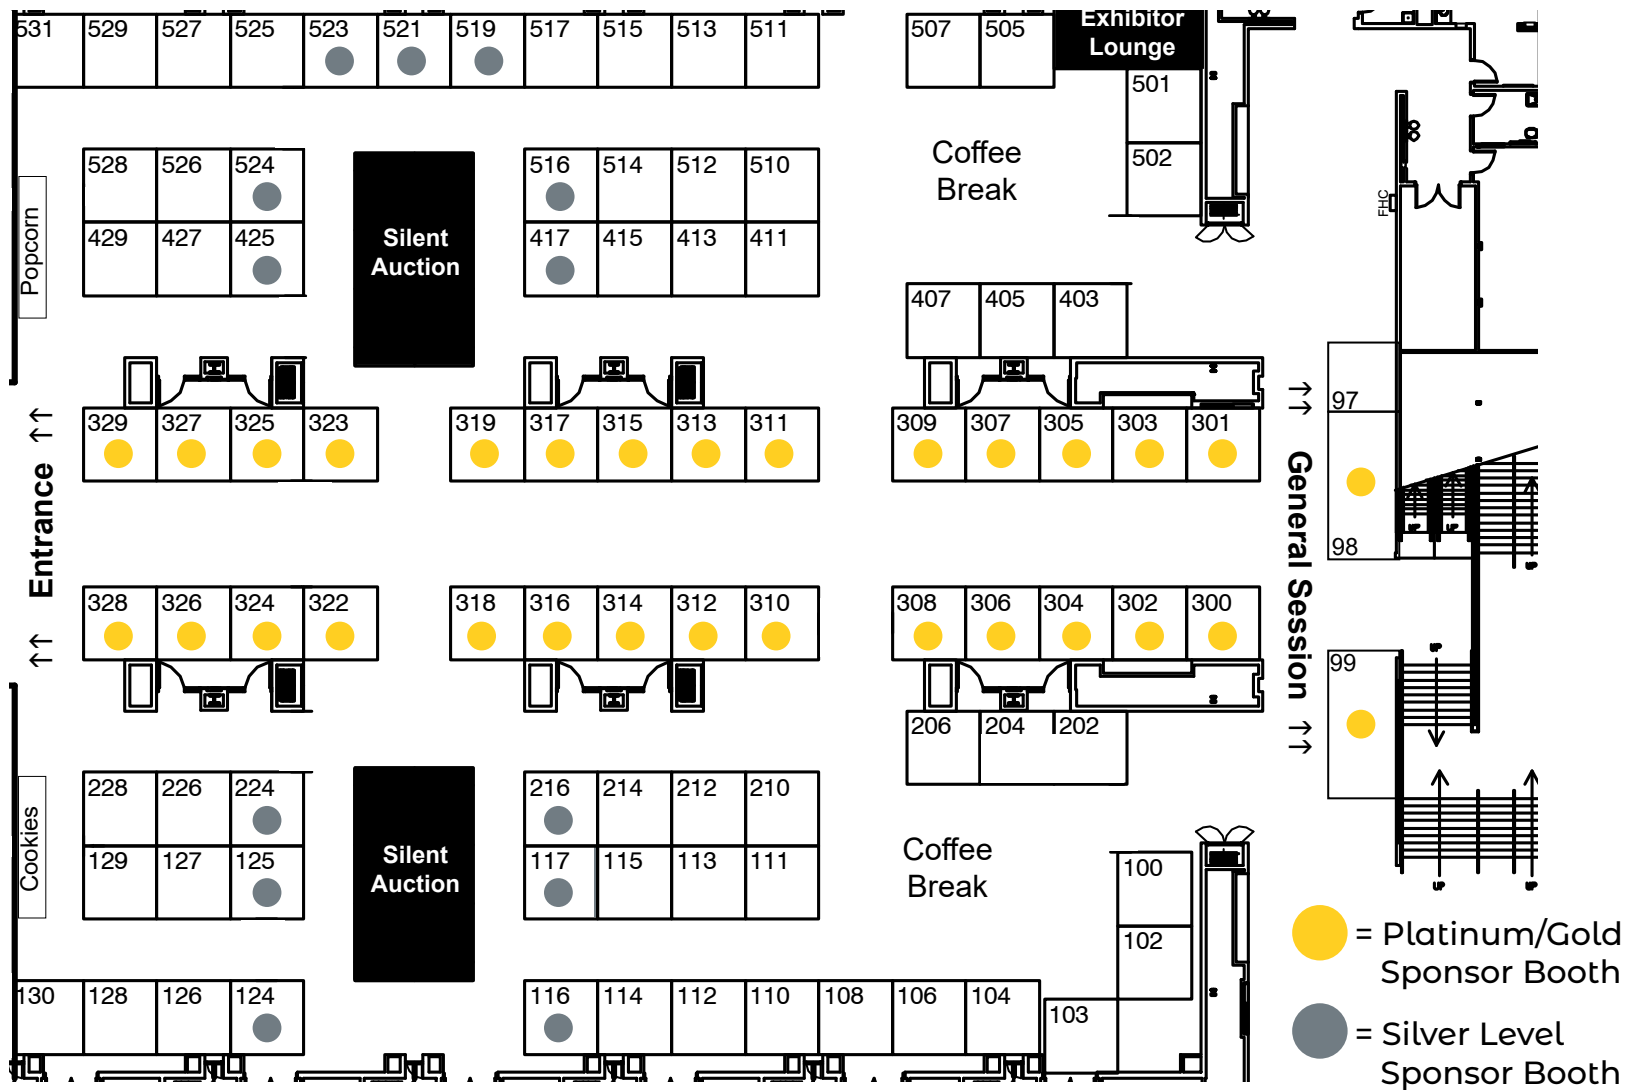 531 529 527 525 523 521 519 517 515 513 511 507 505
Exhibitor
Lounge
501
Coffee
Break
502
528 526 524 516 514 512 510
429 427 425 417 415 413 411
Silent
Auction
Popcorn
FHC
407 405 403
97
329 327 325 323 319 317 315 313 311 309 307 305 303 301
Entrance
General Session
UP UP
98
UP
328 326 324 322 318 316 314 312 310 308 306 304 302 300
UP
99
206 204 202
228 226 224 216 214 212 210
129 127 125 117 115 113 111
Silent
Auction
Cookies
Coffee
Break
100
UP UP
102
130 128 126 124 116 114 112 110 108 106 104
103
= Platinum/Gold
Sponsor Booth
= Silver Level
Sponsor Booth